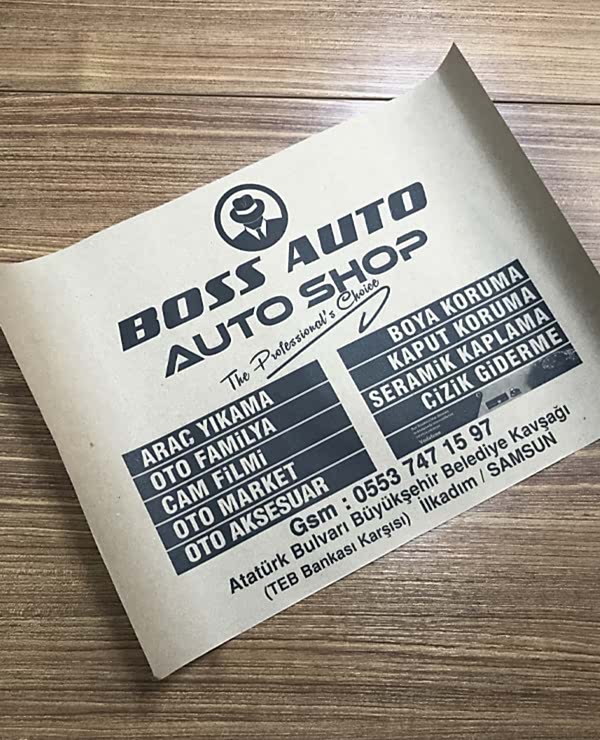 BOSS AUTO
AUTO SHOP
The Professional's Choice
ARAÇ YIKAMA
OTO FAMİLYA
CAM FİLMİ
OTO MARKET
OTO AKSESUAR
BOYA KORUMA
KAPUT KORUMA
SERAMİK KAPLAMA
ÇİZİK GİDERME
Gsm : 0553 747 15 97
Atatürk Bulvarı Büyükşehir Belediye Kavşağı
(TEB Bankası Karşısı) İlkadım / SAMSUN